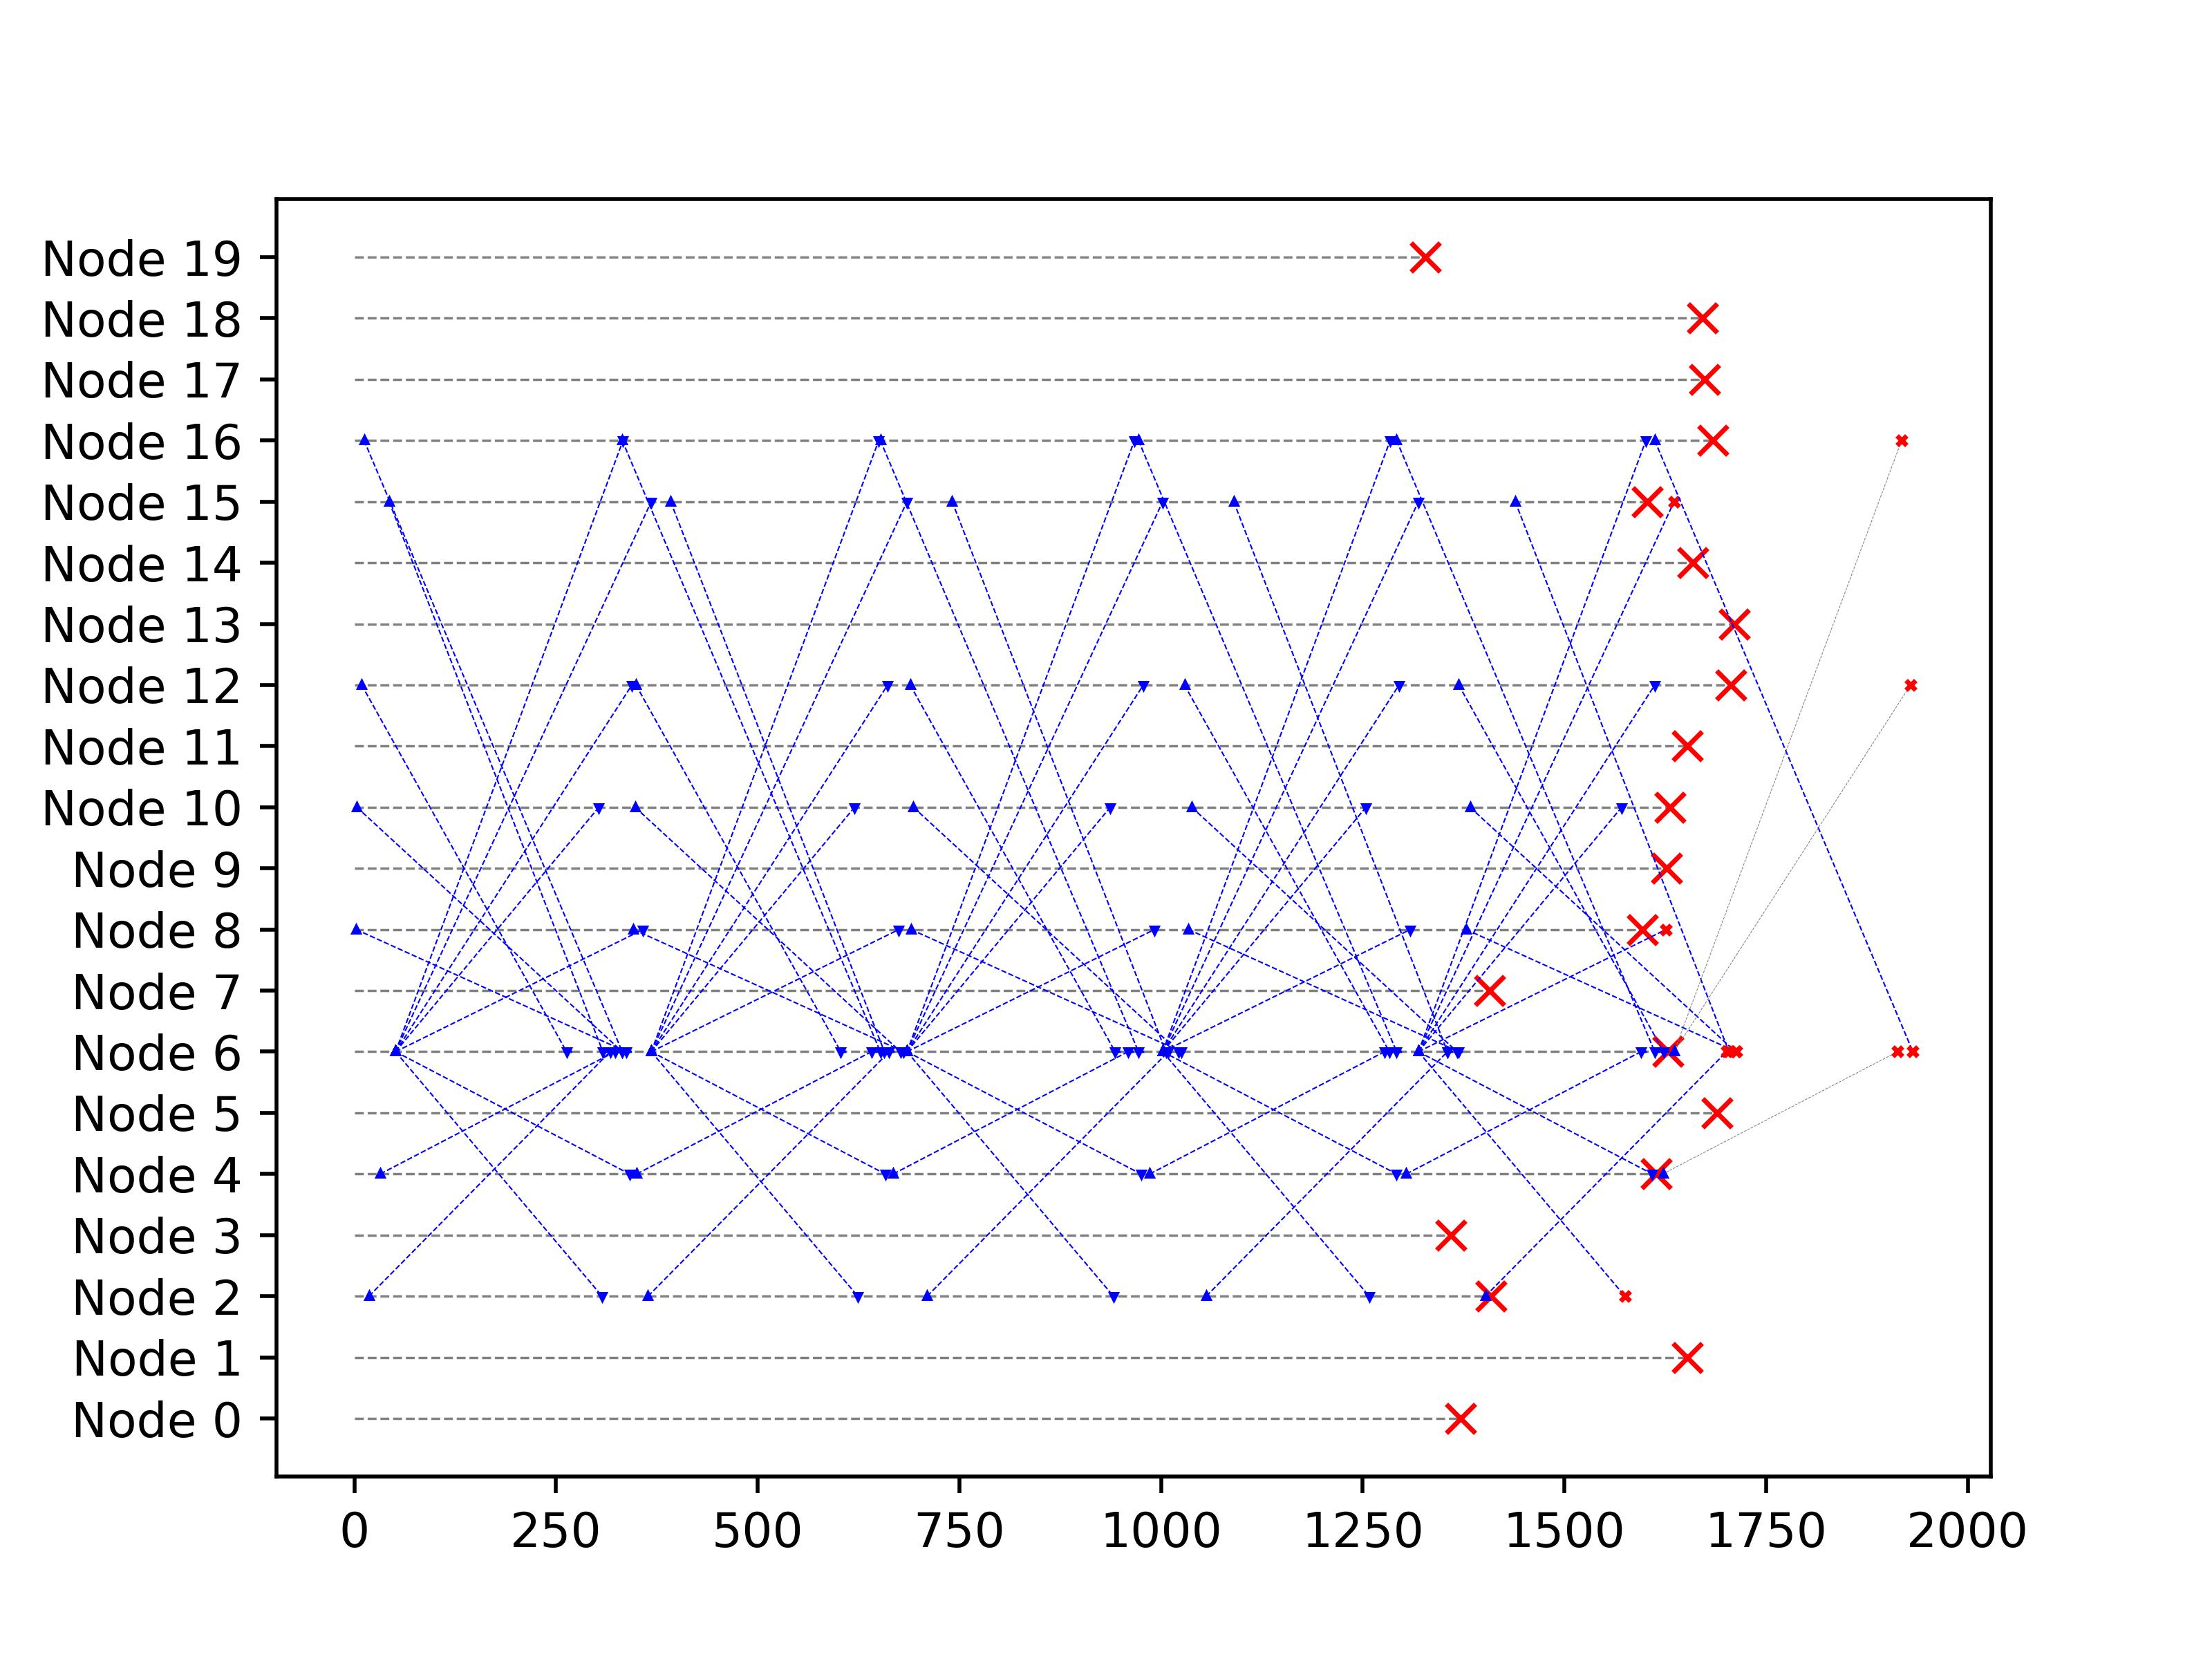 Node 19
Node 18
Node 17
Node 16
Node 15
Node 14
Node 13
Node 12
Node 11
Node 10
Node 9
Node 8
Node 7
Node 6
Node 5
Node 4
Node 3
Node 2
Node 1
Node 0
0 250 500 750 1000 1250 1500 1750 2000